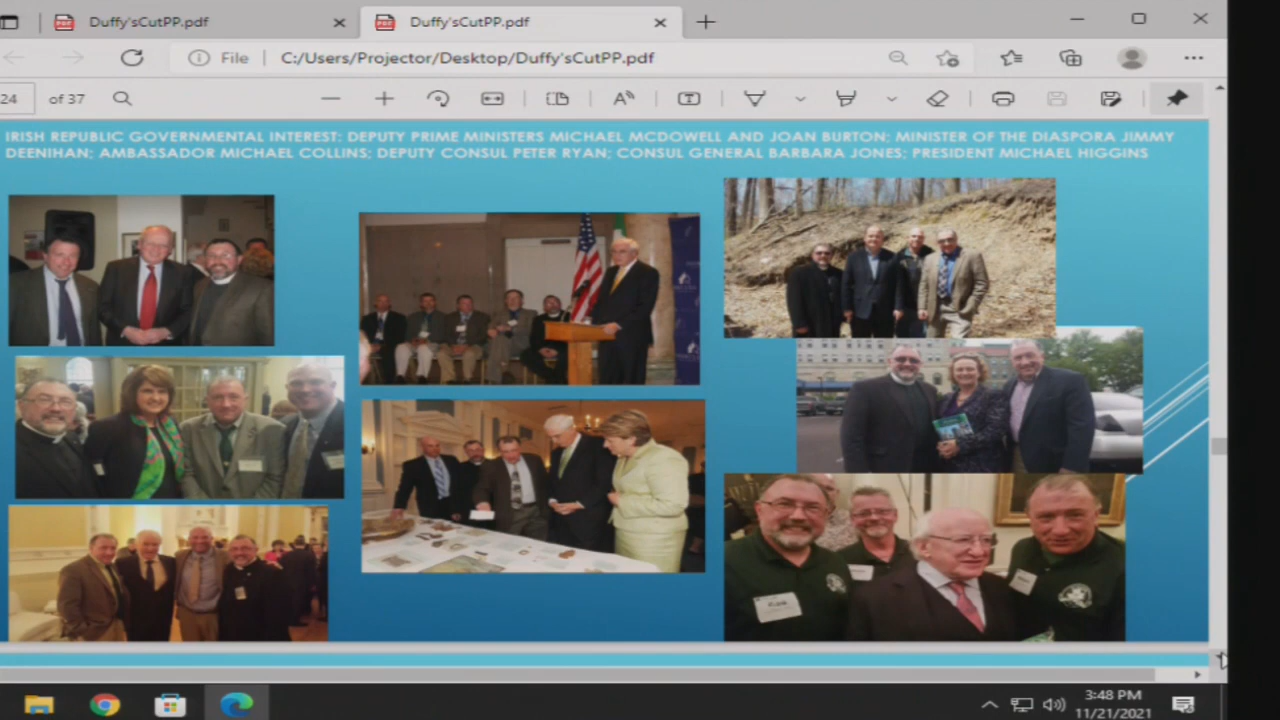 Duffy'sCutPP.pdf
Duffy'sCutPP.pdf
File
C:/Users/Projector/Desktop/Duffy'sCutPP.pdf
24 of 37
IRISH REPUBLIC GOVERNMENTAL INTEREST: DEPUTY PRIME MINISTERS MICHAEL MCDOWELL AND JOAN BURTON; MINISTER OF THE DIASPORA JIMMY
DEENIHAN; AMBASSADOR MICHAEL COLLINS; DEPUTY CONSUL PETER RYAN; CONSUL GENERAL BARBARA JONES; PRESIDENT MICHAEL HIGGINS
3:48 PM
11/21/2021